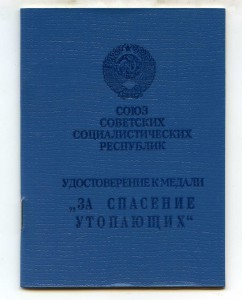 СОЮЗ
СОВЕТСКИХ
СОЦИАЛИСТИЧЕСКИХ
РЕСПУБЛИК
УДОСТОВЕРЕНИЕ К МЕДАЛИ
„ЗА СПАСЕНИЕ
УТОПАЮЩИХ“